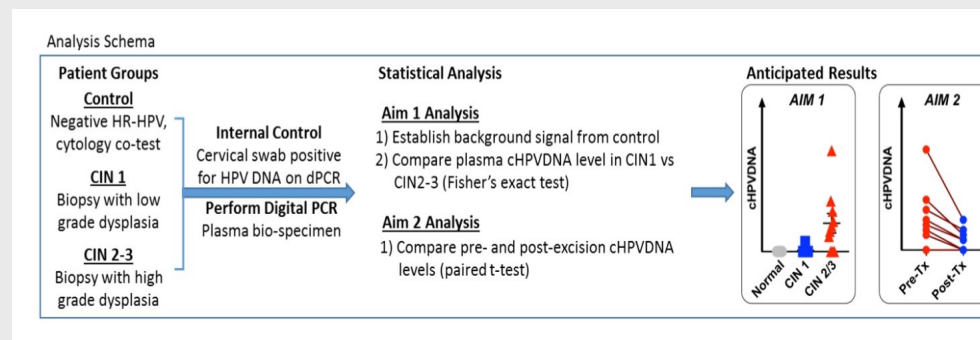 Analysis Schema
Patient Groups
Control
Negative HR-HPV,
cytology co-test
CIN 1
Biopsy with low
grade dysplasia
CIN 2-3
Biopsy with high
grade dysplasia
Internal Control
Cervical swab positive
for HPV DNA on dPCR
Perform Digital PCR
Plasma bio-specimen
Statistical Analysis
Aim 1 Analysis
1) Establish background signal from control
2) Compare plasma cHPVDNA level in CIN1 vs
CIN2-3 (Fisher's exact test)
Aim 2 Analysis
1) Compare pre- and post-excision cHPVDNA
levels (paired t-test)
Anticipated Results
AIM 1
cHPVDNA
Normal
CIN 1
CIN 2/3
AIM 2
cHPVDNA
Pre-Tx
Post-Tx